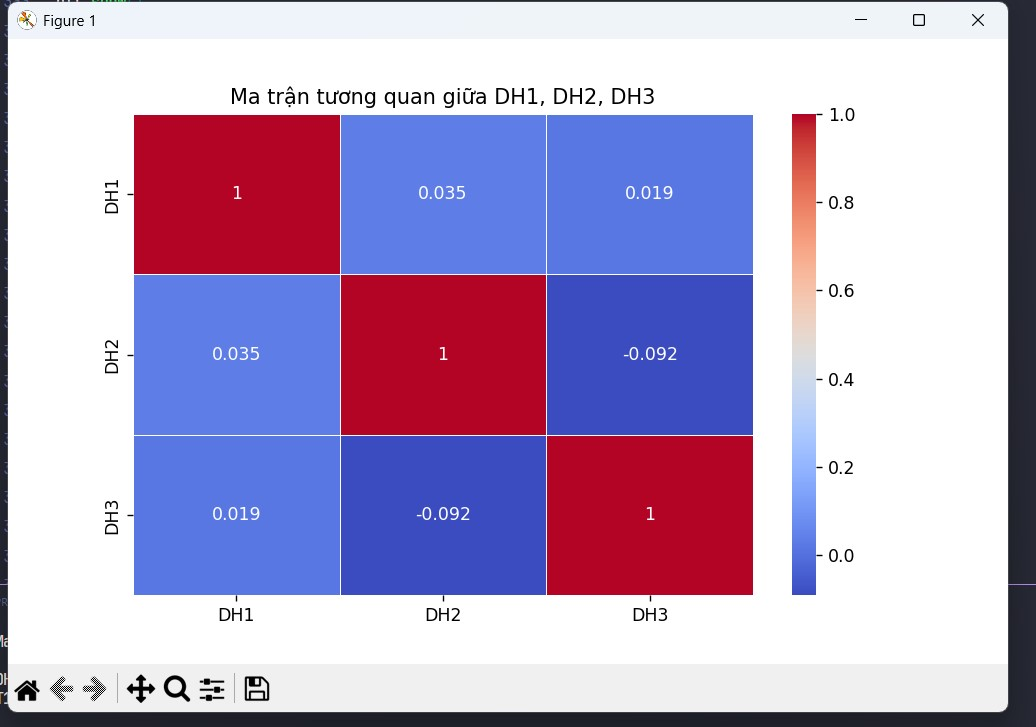 Figure 1
Ma trận tương quan giữa DH1, DH2, DH3
DH1 1 0.035 0.019
DH2 0.035 1 -0.092
DH3 0.019 -0.092 1
DH1 DH2 DH3
1.0
0.8
0.6
0.4
0.2
0.0